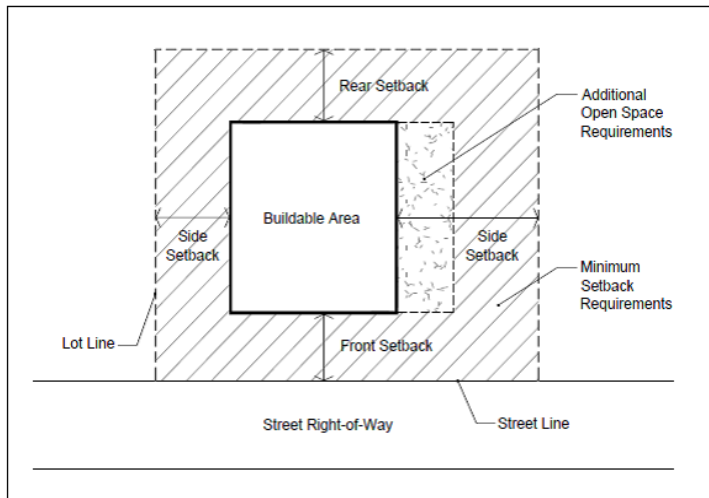 Rear Setback
Additional
Open Space
Requirements
Buildable Area
Side
Setback
Side
Setback
Minimum
Setback
Requirements
Lot Line
Front Setback
Street Right-of-Way
Street Line